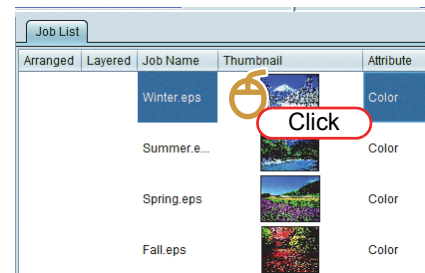 Job List
Arranged Layered Job Name Thumbnail Attribute
Winter.eps Color
Click
Summer.e... Color
Spring.eps Color
Fall.eps Color